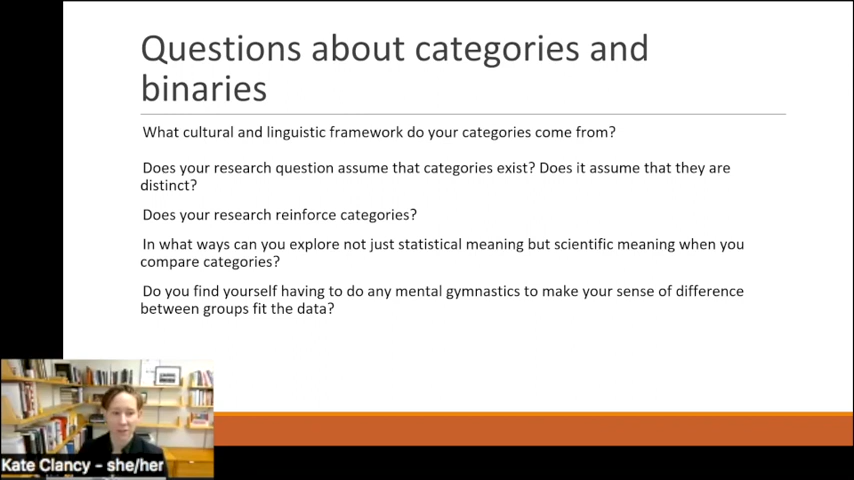 Questions about categories and
binaries
What cultural and linguistic framework do your categories come from?
Does your research question assume that categories exist? Does it assume that they are
distinct?
Does your research reinforce categories?
In what ways can you explore not just statistical meaning but scientific meaning when you
compare categories?
Do you find yourself having to do any mental gymnastics to make your sense of difference
between groups fit the data?
Kate Clancy - she/her